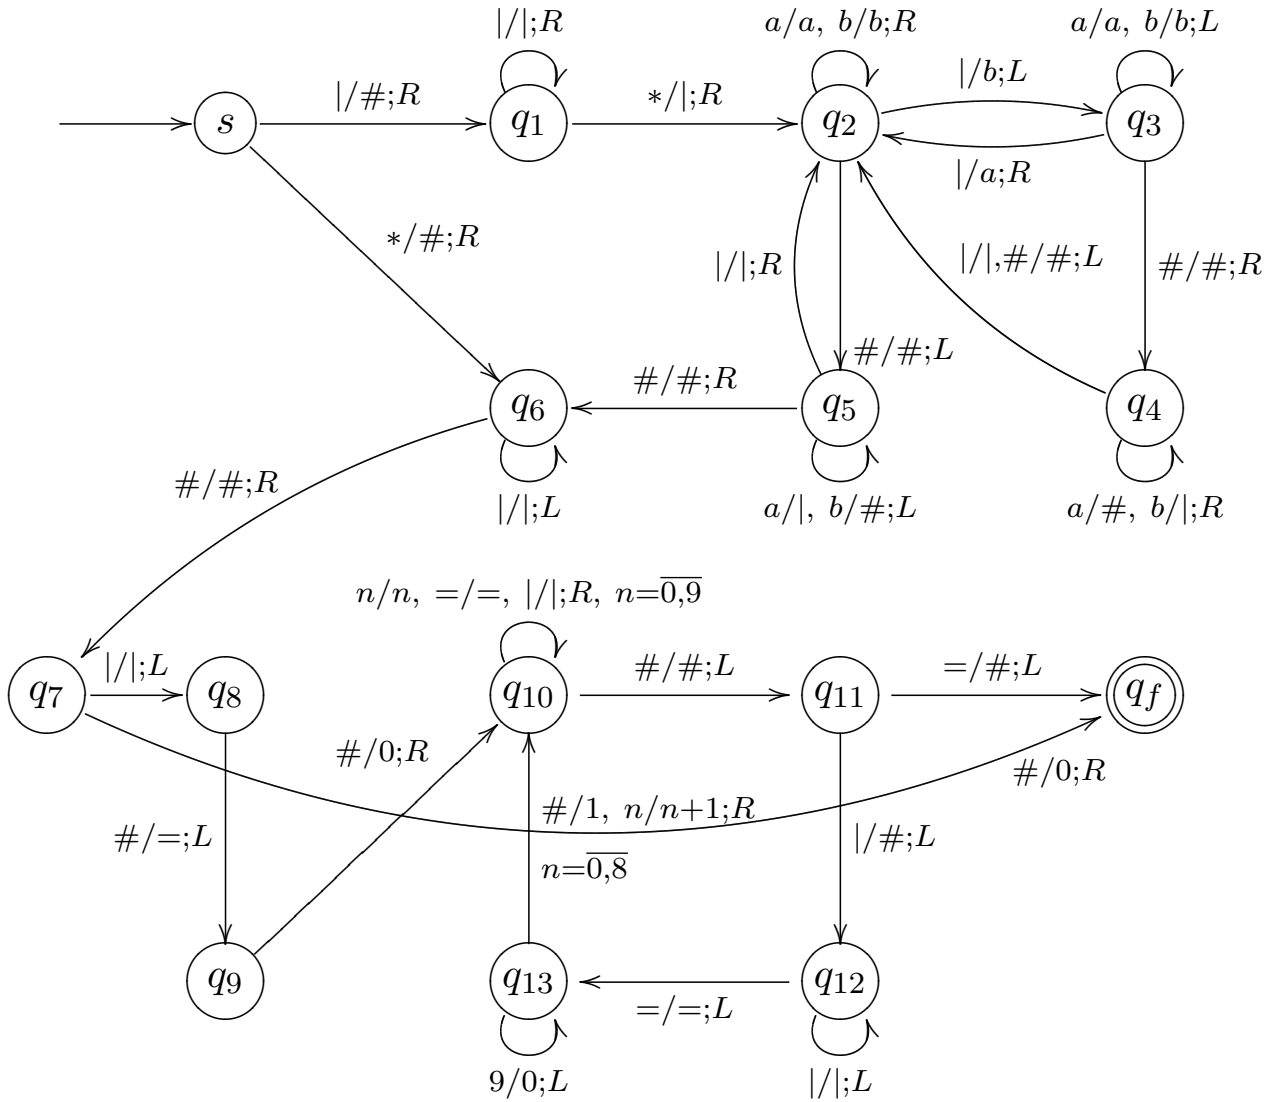 |/|;R
a/a, b/b;R
a/a, b/b;L
|/#;R
*/|;R
|/b;L
s
q1
q2
q3
|/a;R
*/#;R
|/|;R
|/|,#/#;L
#/#;R
#/#;L
#/#;R
q6
q5
q4
#/#;R
|/|;L
a/|, b/#;L
a/#, b/|;R
n/n, =/=, |/|;R, n=0,9
|/|;L
#/#;L
=/#;L
q7
q8
q10
q11
qf
#/0;R
#/0;R
#/1, n/n+1;R
#/=;L
|/#;L
n=0,8
q9
q13
q12
=/=;L
9/0;L
|/|;L